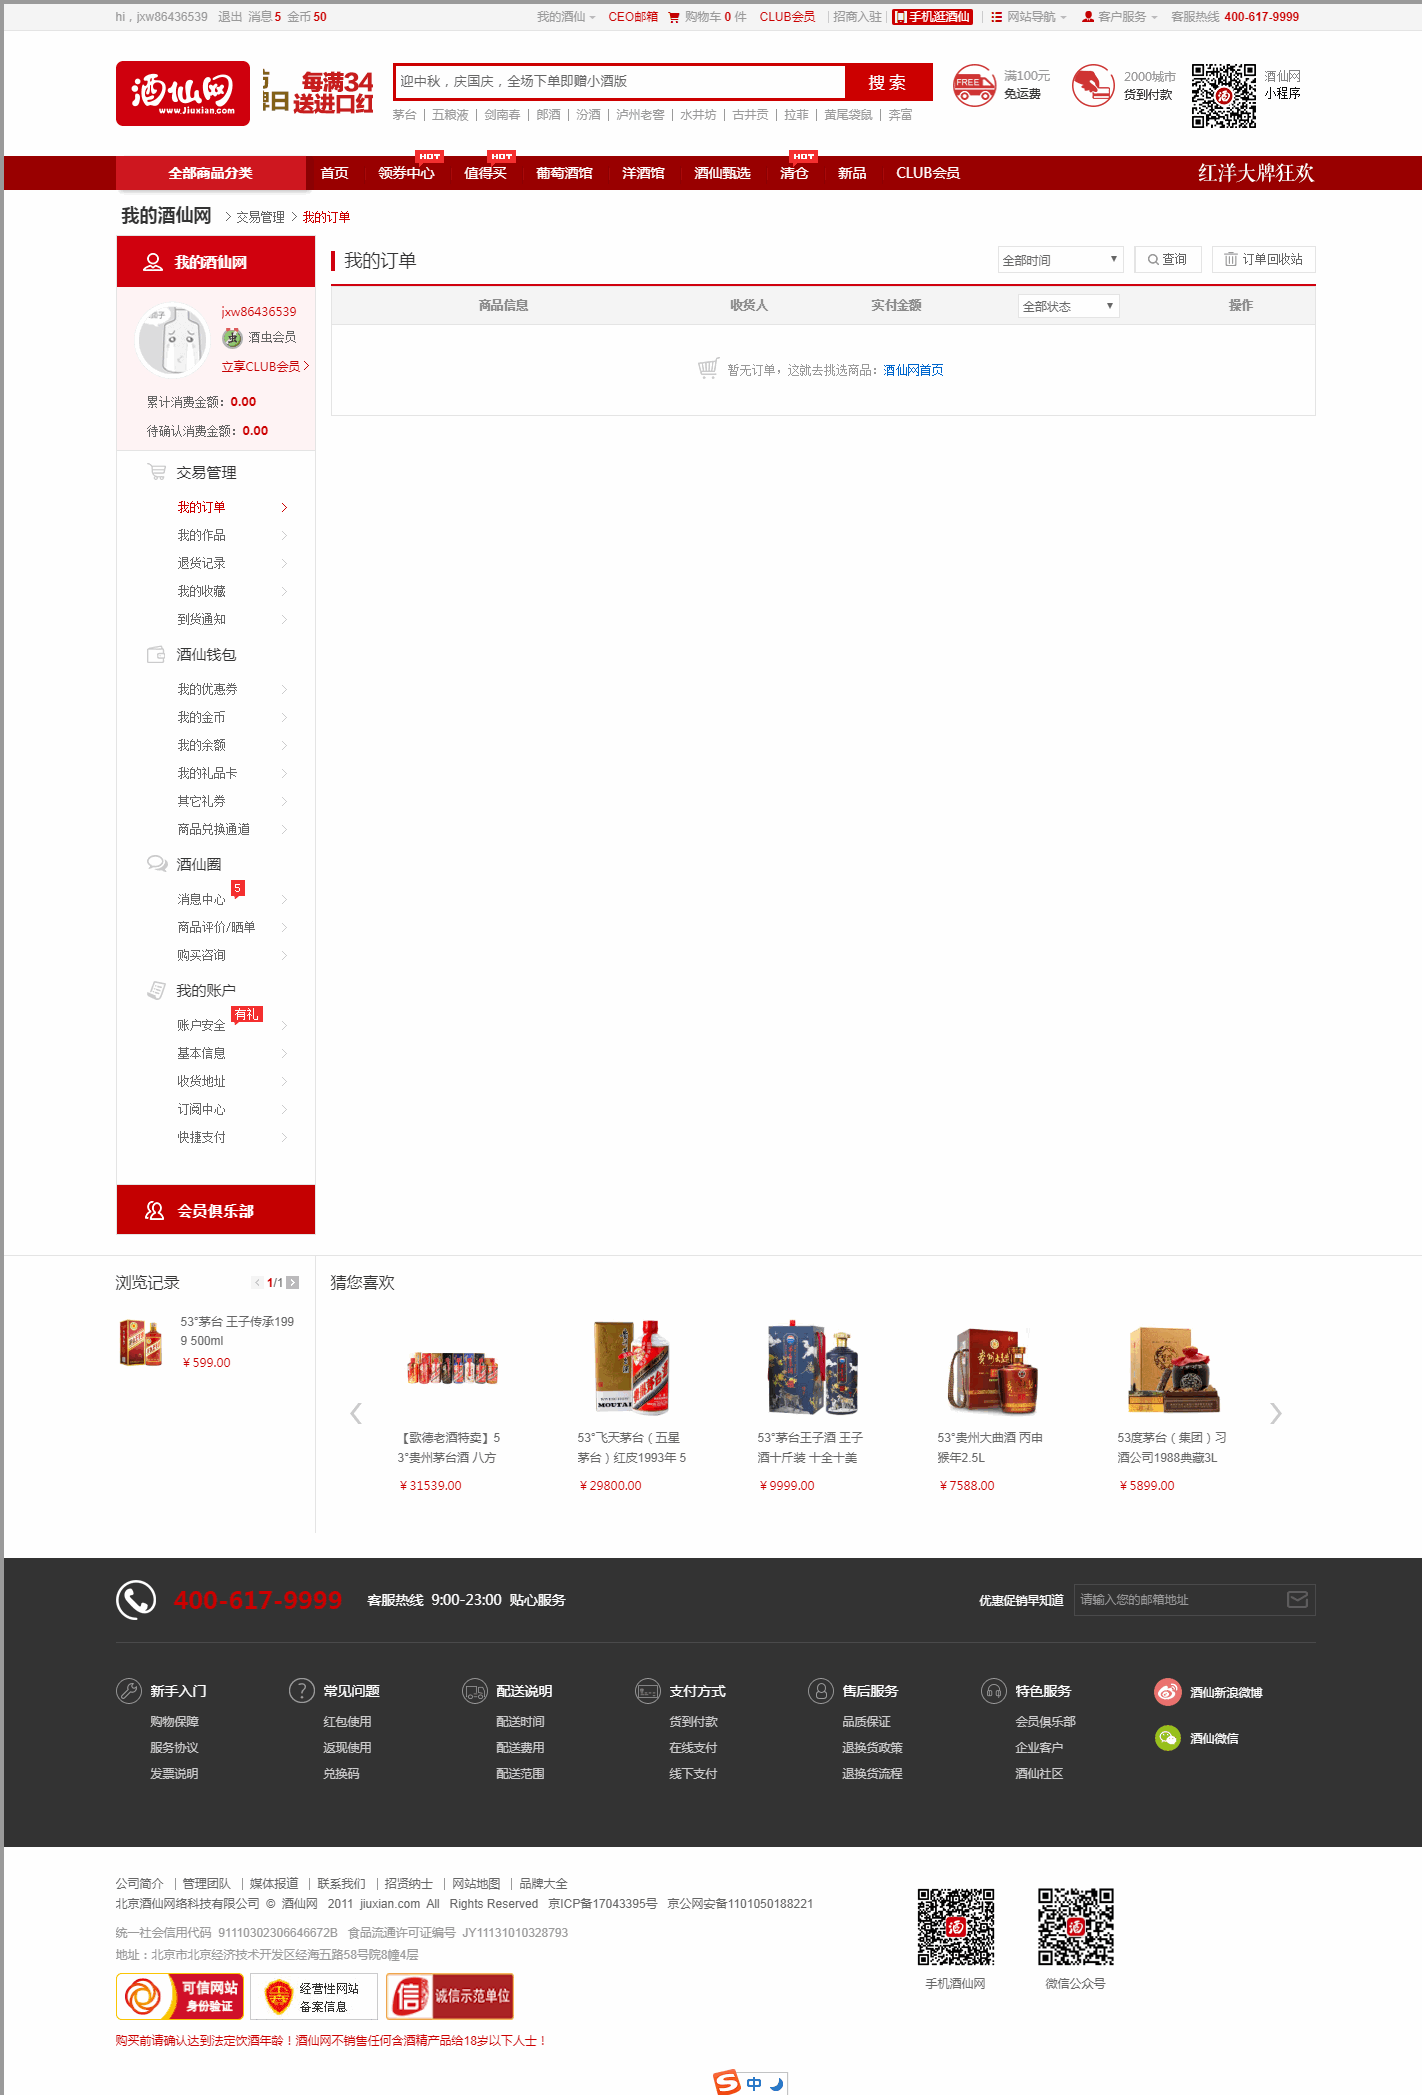 hi，jxw86436539 退出 消息5 金币50 我的酒仙 CEO邮箱 购物车 0 件 CLUB会员 招商入驻 手机逛酒仙 网站导航 客户服务 客服热线 400-617-9999
酒仙网
www.Jiuxian.com
每满34
日送进口红
迎中秋，庆国庆，全场下单即赠小酒版
搜索
茅台 | 五粮液 | 剑南春 | 郎酒 | 汾酒 | 泸州老窖 | 水井坊 | 古井贡 | 拉菲 | 黄尾袋鼠 | 奔富
FREE
满100元
免运费
2000城市
货到付款
酒
酒仙网
小程序
HOT HOT HOT
全部商品分类 首页 领券中心 值得买 葡萄酒馆 洋酒馆 酒仙甄选 清仓 新品 CLUB会员 红洋大牌狂欢
我的酒仙网 > 交易管理 > 我的订单
我的酒仙网
jxw86436539
虫 酒虫会员
立享CLUB会员 >
累计消费金额：0.00
待确认消费金额：0.00
交易管理
我的订单
我的作品
退货记录
我的收藏
到货通知
酒仙钱包
我的优惠券
我的金币
我的余额
我的礼品卡
其它礼券
商品兑换通道
酒仙圈
消息中心 5
商品评价/晒单
购买咨询
我的账户
账户安全 有礼
基本信息
收货地址
订阅中心
快捷支付
会员俱乐部
我的订单
全部时间 查询 订单回收站
商品信息 收货人 实付金额 全部状态 操作
暂无订单，这就去挑选商品：酒仙网首页
浏览记录 1/1
53°茅台 王子传承199
9 500ml
￥599.00
猜您喜欢
MOUTAI
【歌德老酒特卖】5
3°贵州茅台酒 八方
￥31539.00
53°飞天茅台（五星
茅台）红皮1993年 5
￥29800.00
53°茅台王子酒 王子
酒十斤装 十全十美
￥9999.00
53°贵州大曲酒 丙申
猴年2.5L
￥7588.00
53度茅台（集团）习
酒公司1988典藏3L
￥5899.00
400-617-9999 客服热线 9:00-23:00 贴心服务
优惠促销早知道 请输入您的邮箱地址
新手入门
购物保障
服务协议
发票说明
常见问题
红包使用
返现使用
兑换码
配送说明
配送时间
配送费用
配送范围
支付方式
货到付款
在线支付
线下支付
售后服务
品质保证
退换货政策
退换货流程
特色服务
会员俱乐部
企业客户
酒仙社区
酒仙新浪微博
酒仙微信
公司简介 | 管理团队 | 媒体报道 | 联系我们 | 招贤纳士 | 网站地图 | 品牌大全
北京酒仙网络科技有限公司 © 酒仙网 2011 jiuxian.com All Rights Reserved 京ICP备17043395号 京公网安备1101050188221
统一社会信用代码 91110302306646672B 食品流通许可证编号 JY11131010328793
地址：北京市北京经济技术开发区经海五路58号院8幢4层
可信网站
身份验证
经营性网站
备案信息
信 诚信示范单位
购买前请确认达到法定饮酒年龄！酒仙网不销售任何含酒精产品给18岁以下人士！
酒 酒
手机酒仙网 微信公众号
S 中